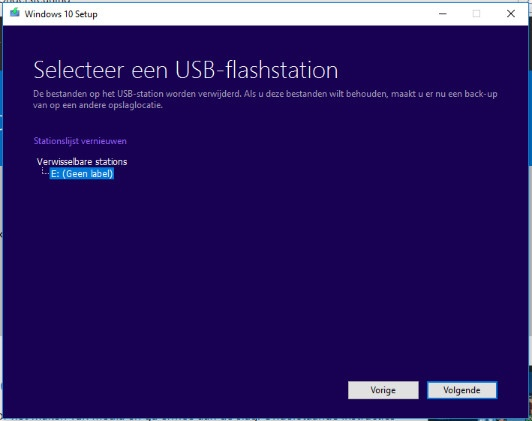 Windows 10 Setup
Selecteer een USB-flashstation
De bestanden op het USB-station worden verwijderd. Als u deze bestanden wilt behouden, maakt u er nu een back-up
van op een andere opslaglocatie.
Stationslijst vernieuwen
Verwisselbare stations
E: (Geen label)
Vorige
Volgende